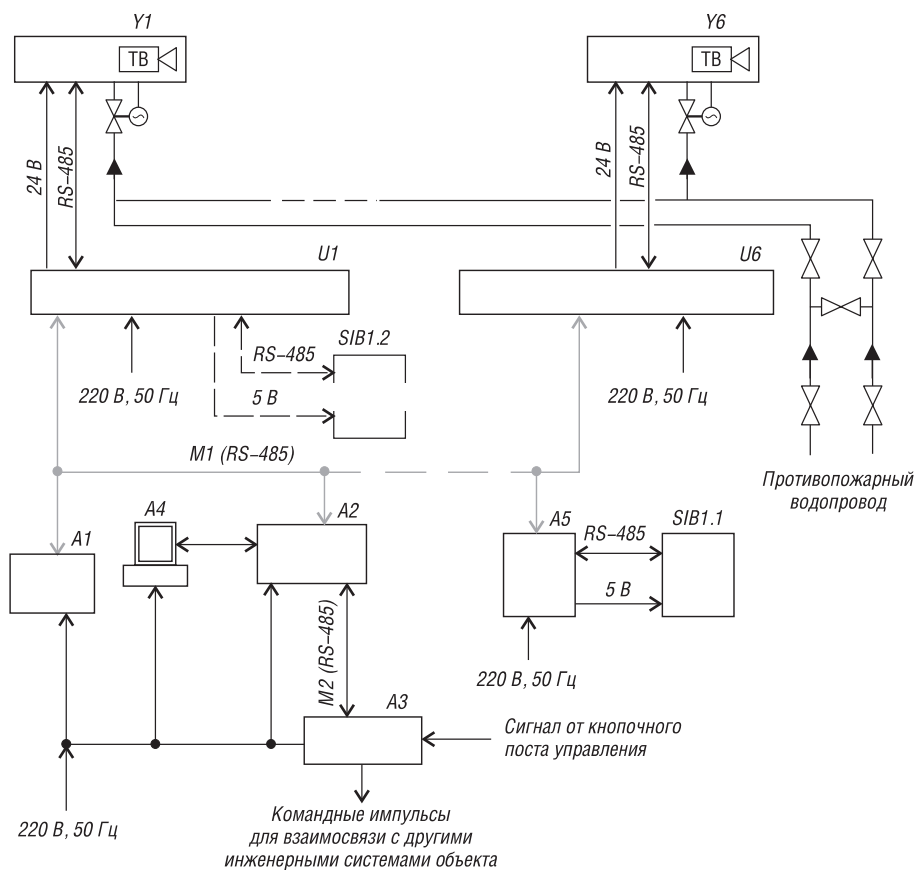 Y1
Y6
ТВ
ТВ
24 В
RS–485
24 В
RS–485
U1
U6
SIB1.2
RS–485
220 В, 50 Гц
5 В
220 В, 50 Гц
M1 (RS–485)
Противопожарный
водопровод
A1
A4
A2
A5
SIB1.1
RS–485
5 В
M2 (RS–485)
220 В, 50 Гц
A3
Сигнал от кнопочного
поста управления
220 В, 50 Гц
Командные импульсы
для взаимосвязи с другими
инженерными системами объекта